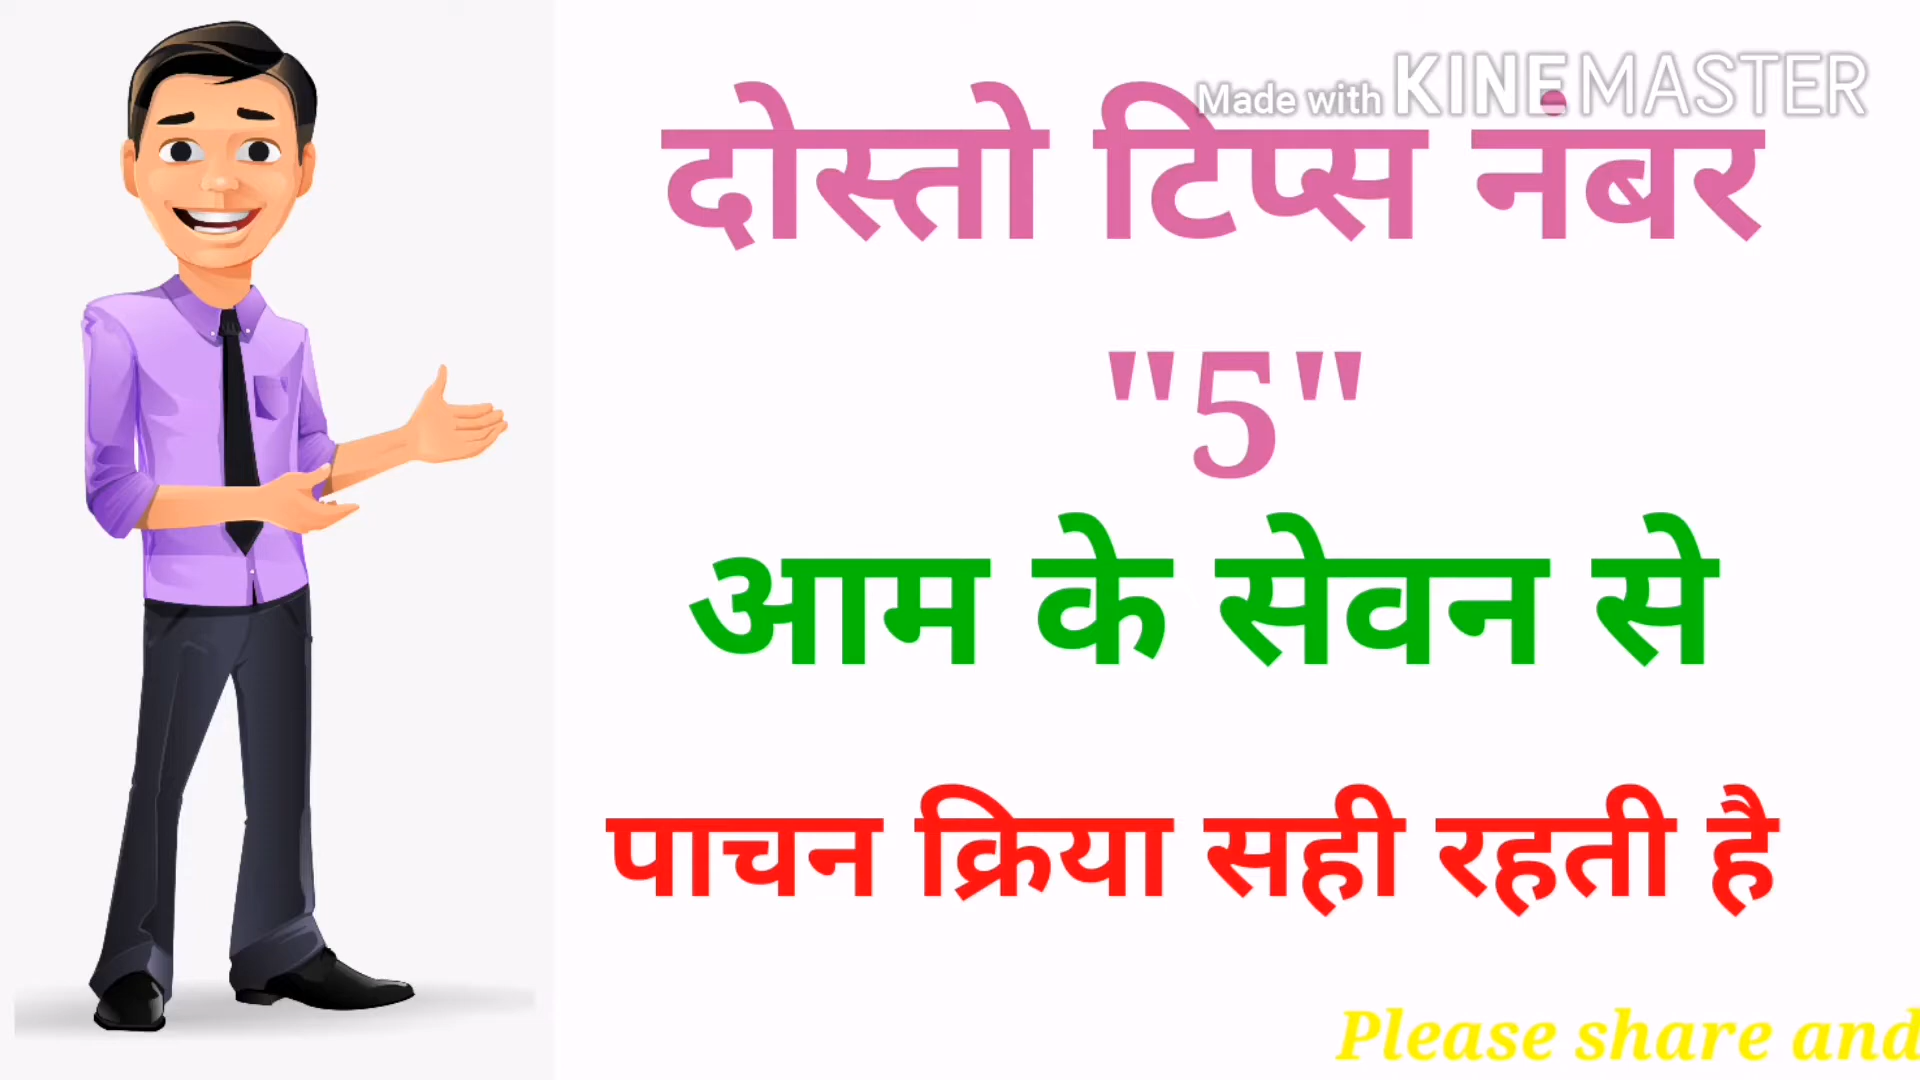 Made with KINEMASTER
दोस्तो टिप्स नंबर
"5"
आम के सेवन से
पाचन क्रिया सही रहती है
Please share and